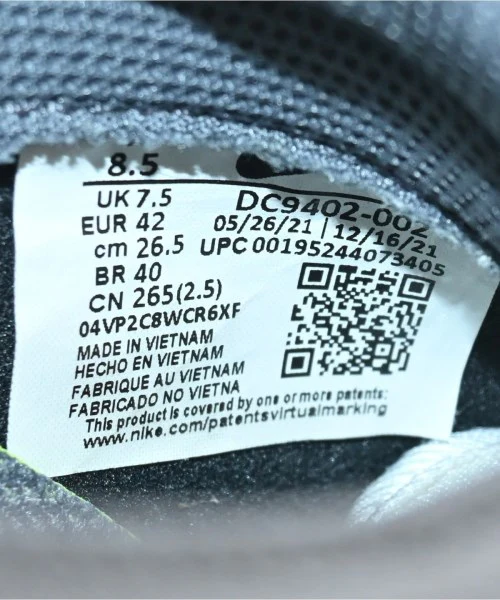 8.5
UK 7.5
EUR 42
cm 26.5
BR 40
CN 265(2.5)
04VP2C8WCR6XF
DC9402-002
05/26/21 | 12/16/21
UPC 00195244073405
MADE IN VIETNAM
HECHO EN VIETNAM
FABRIQUE AU VIETNAM
FABRICADO NO VIETNA
This product is covered by one or more patents:
www.nike.com/patentsvirtualmarking